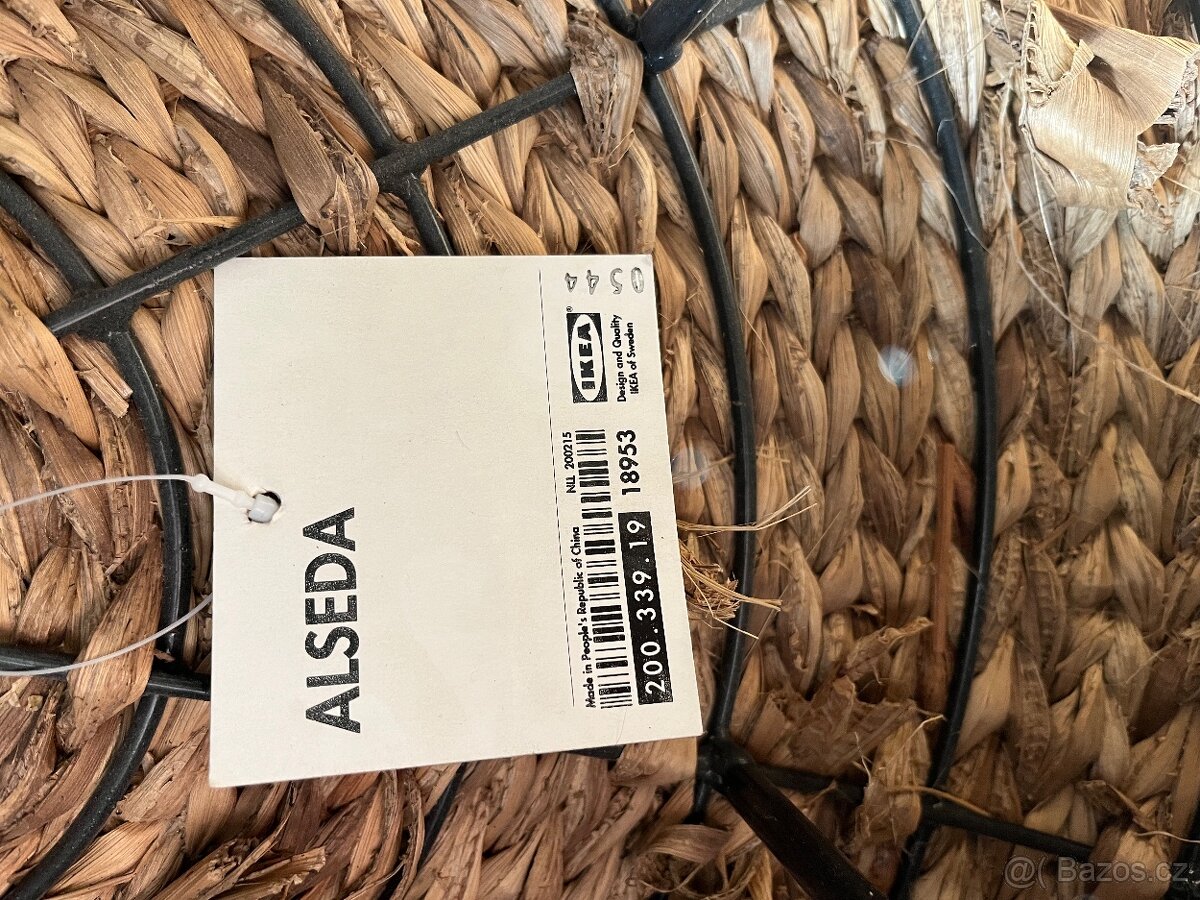 ALSEDA
Made in People's Republic of China
NLL 200215
200.339.19
18953
IKEA®
Design and Quality
IKEA of Sweden
0544
Bazos.cz